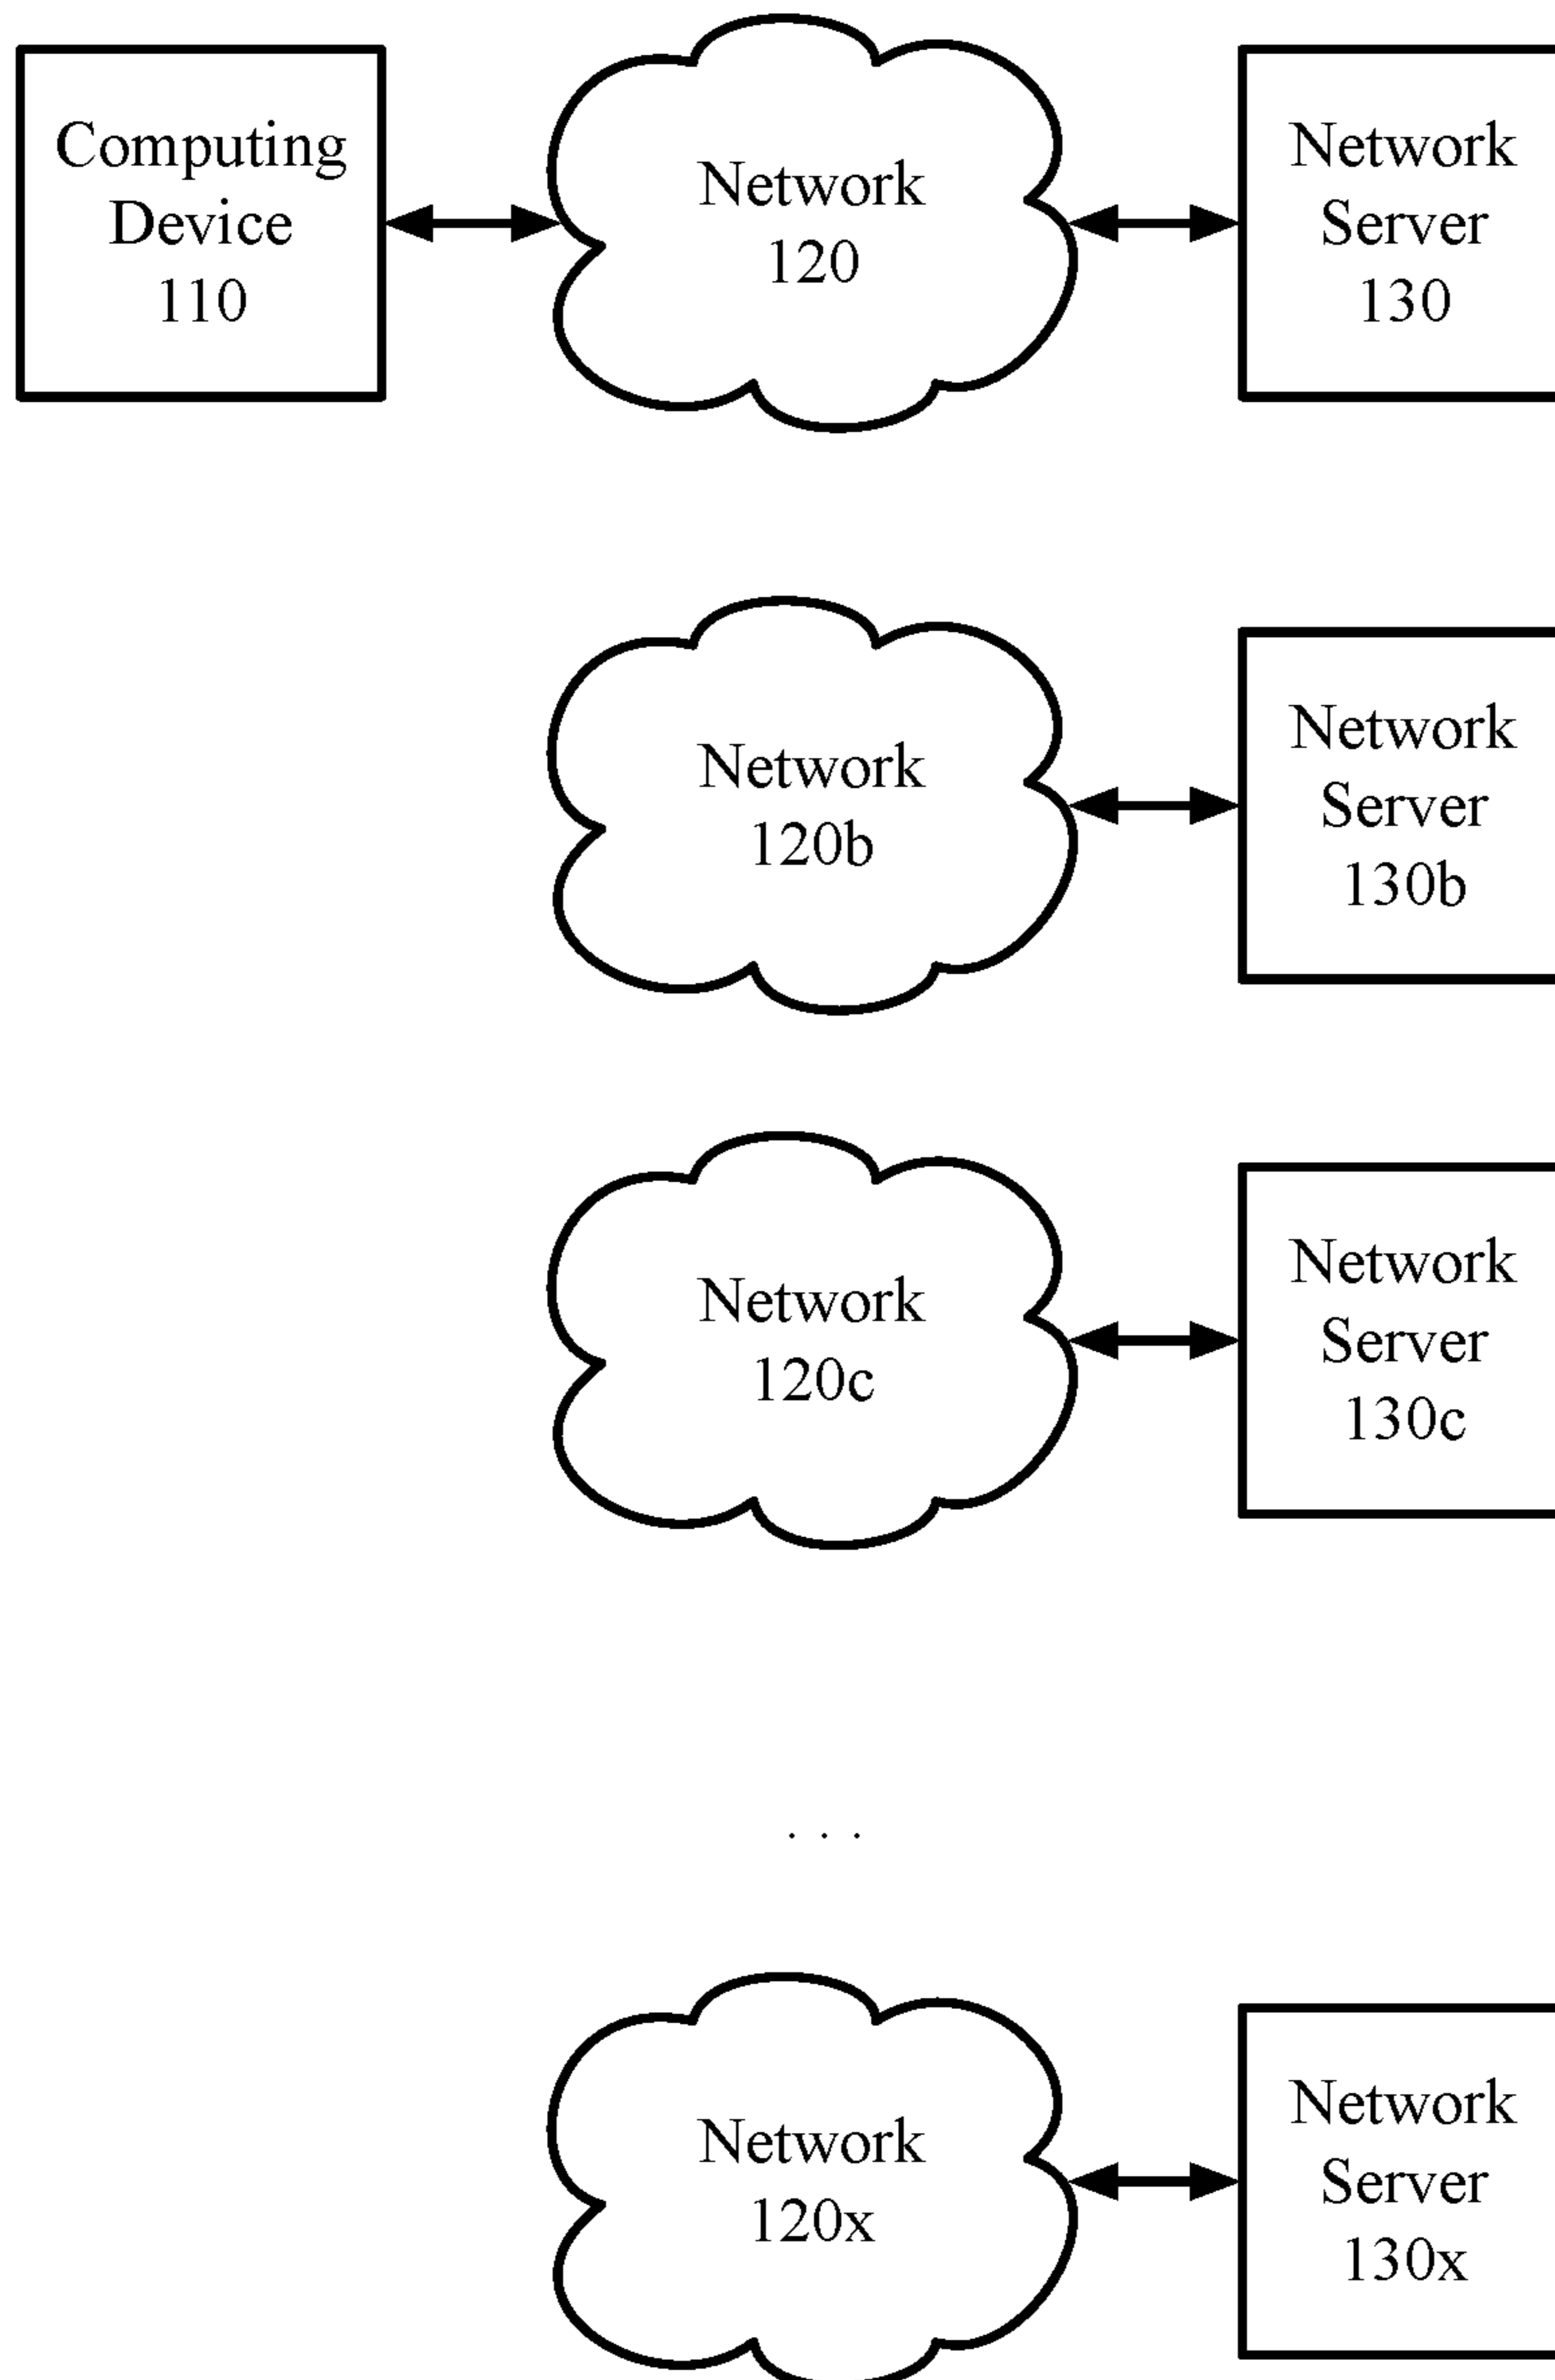 Computing
Device
110
Network
120
Network
Server
130
Network
120b
Network
Server
130b
Network
120c
Network
Server
130c
. . .
Network
120x
Network
Server
130x